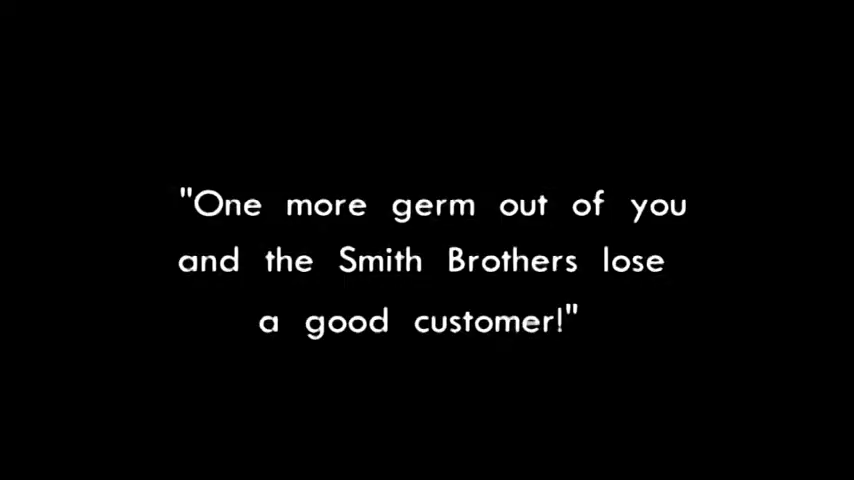 "One more germ out of you
and the Smith Brothers lose
a good customer!"